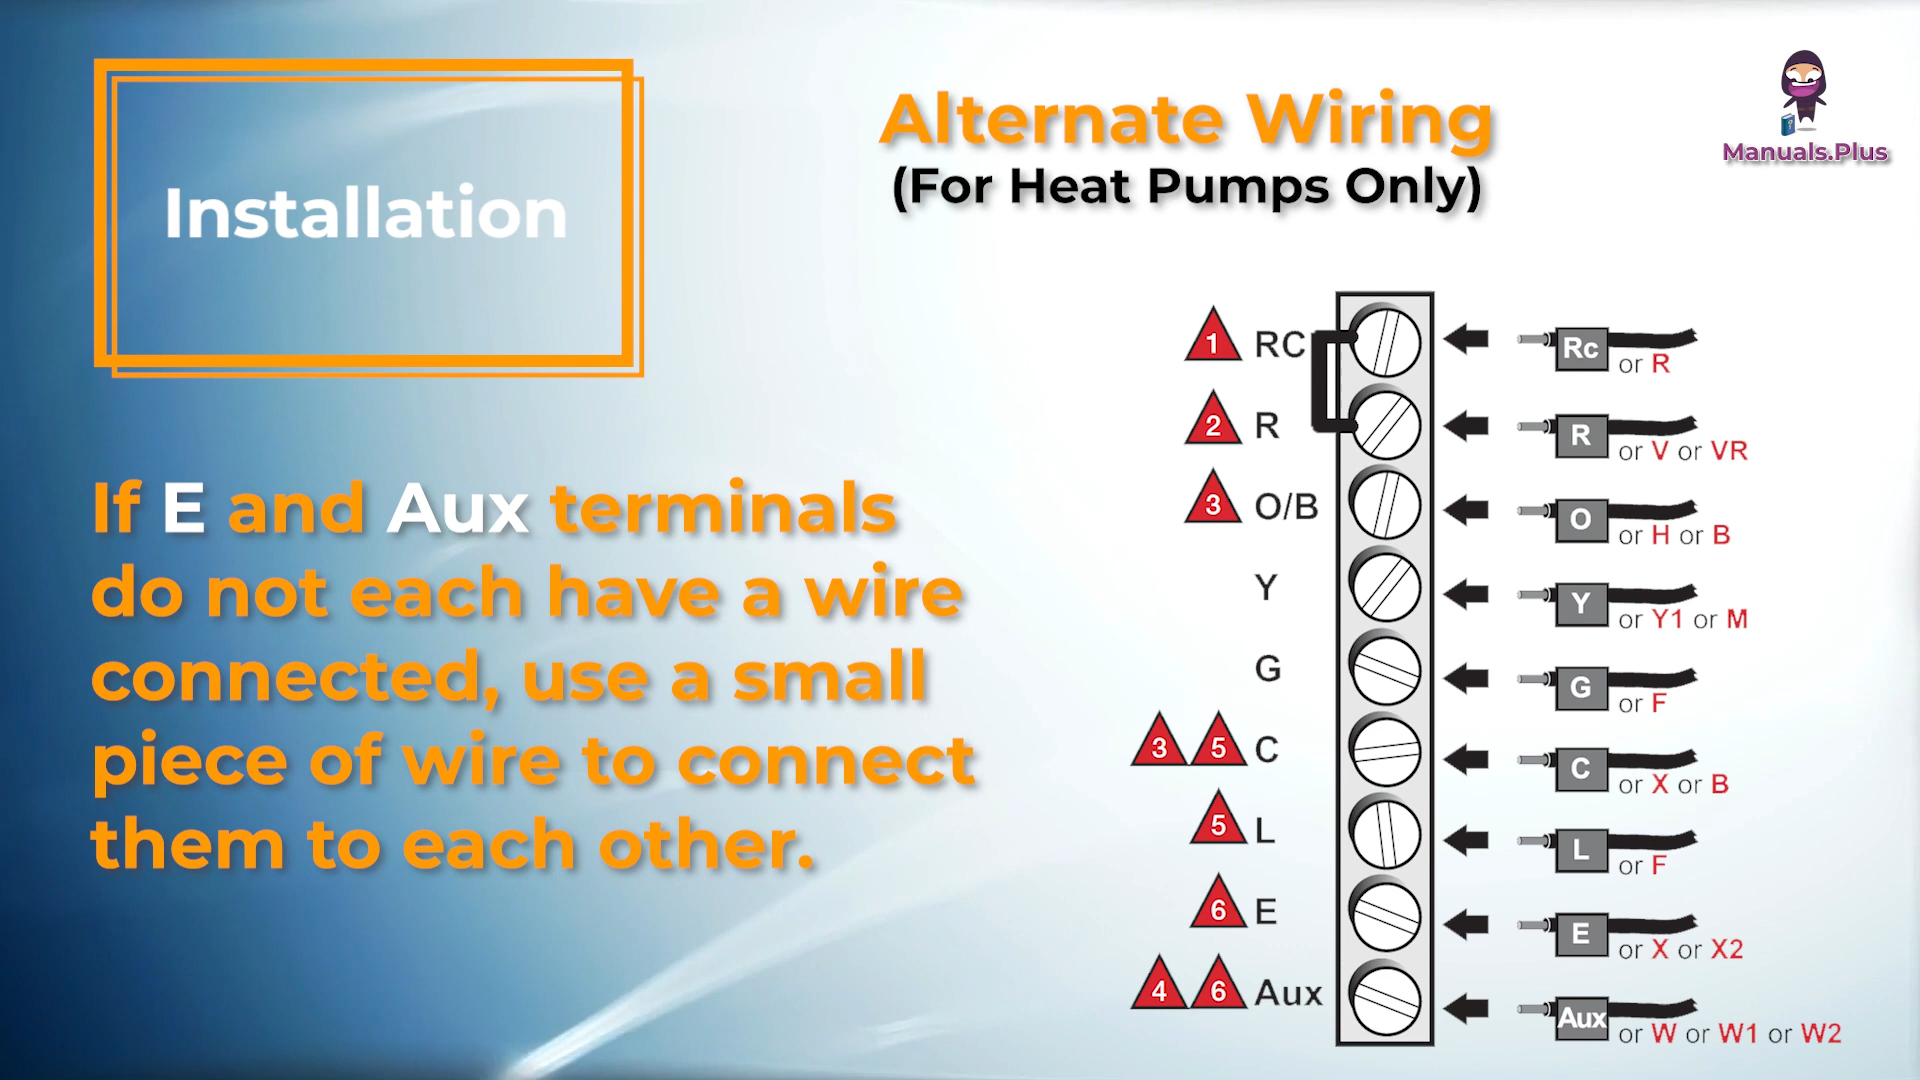 Installation
Alternate Wiring
(For Heat Pumps Only)
Manuals.Plus
If E and Aux terminals
do not each have a wire
connected, use a small
piece of wire to connect
them to each other.
1 RC Rc or R
2 R R or V or VR
3 O/B O or H or B
Y Y or Y1 or M
G G or F
3 5 C C or X or B
5 L L or F
6 E E or X or X2
4 6 Aux Aux or W or W1 or W2